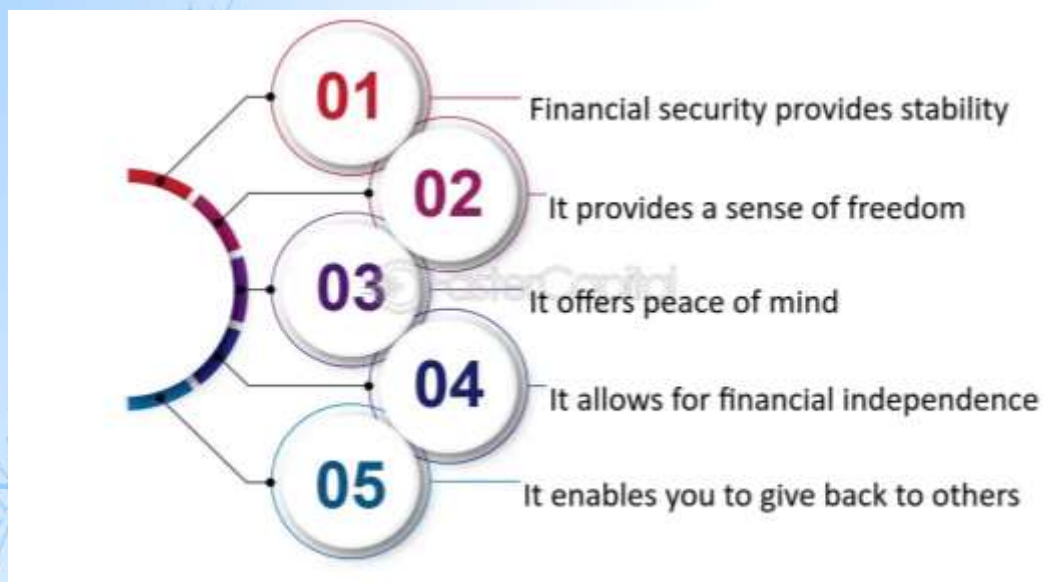 01
Financial security provides stability
02
It provides a sense of freedom
03
FasterCapital
It offers peace of mind
04
It allows for financial independence
05
It enables you to give back to others